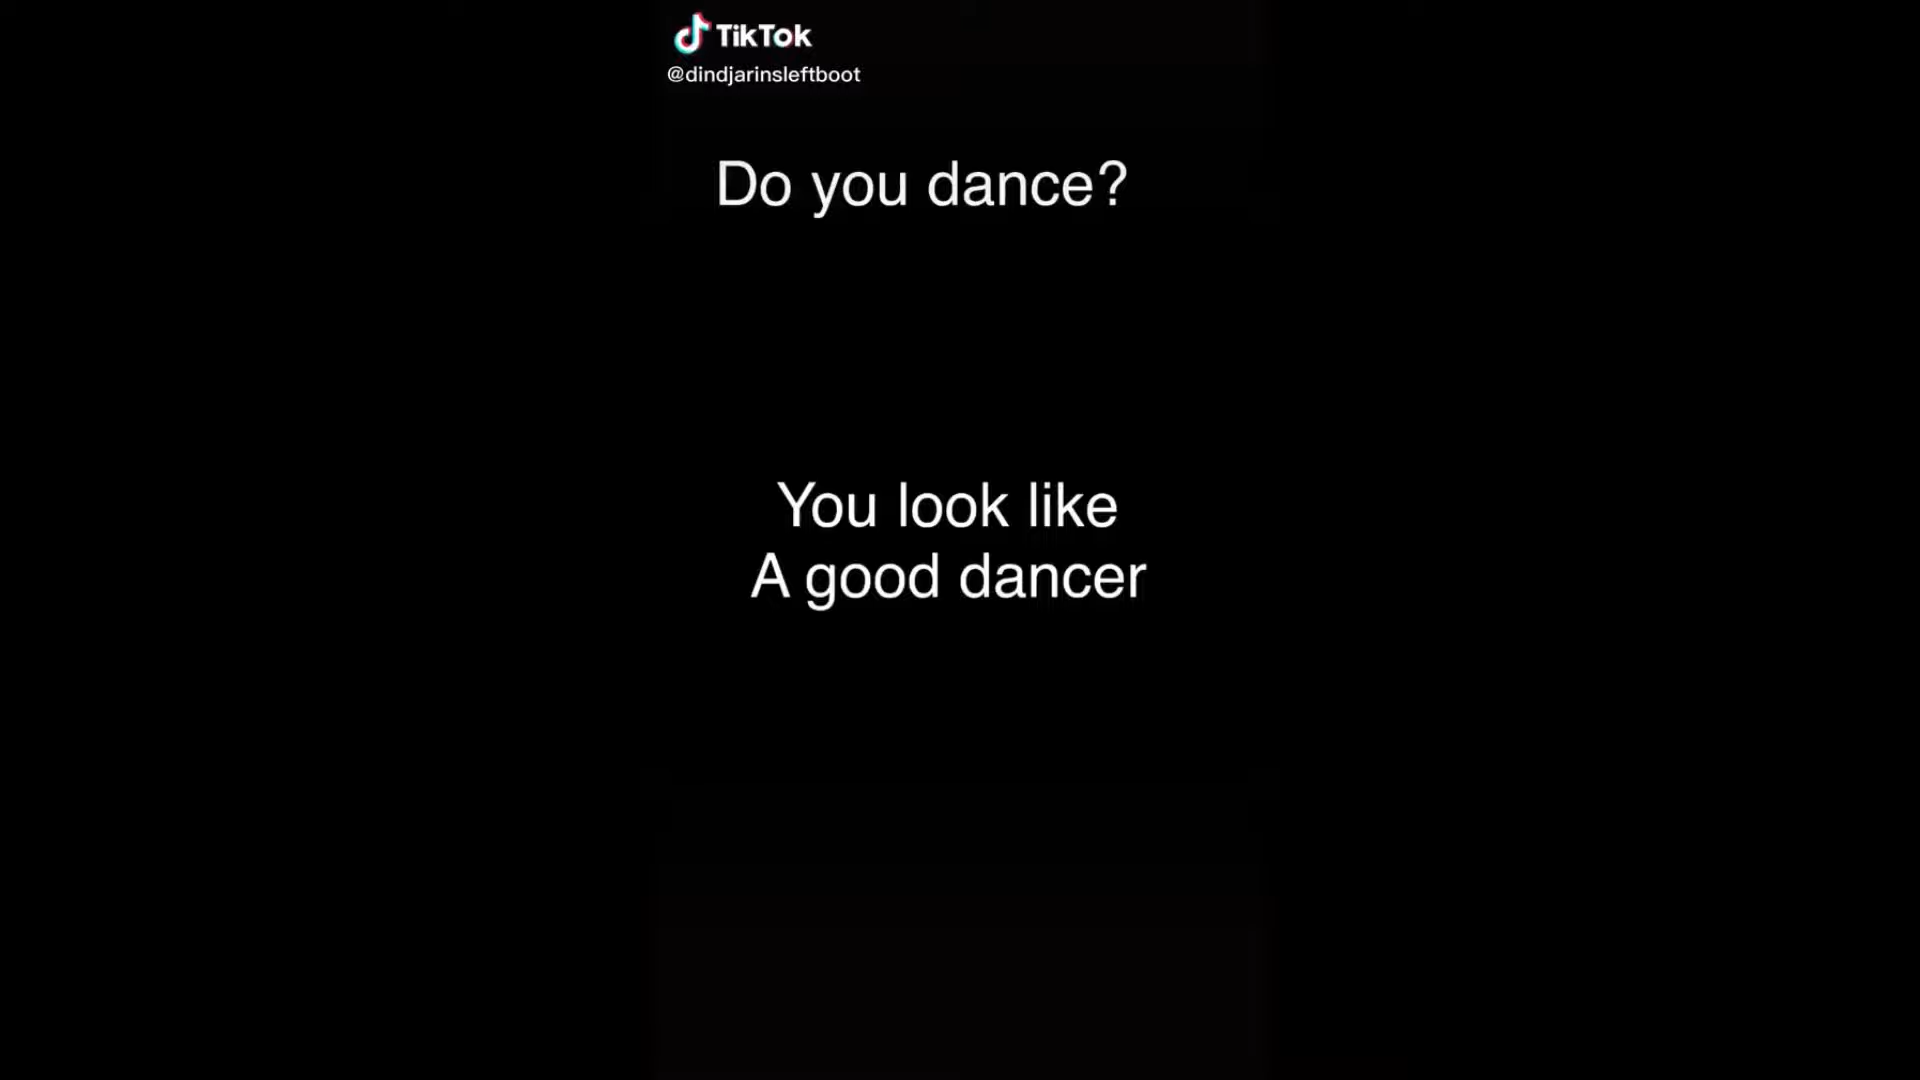 TikTok
@dindjarinsleftboot
Do you dance?
You look like
A good dancer